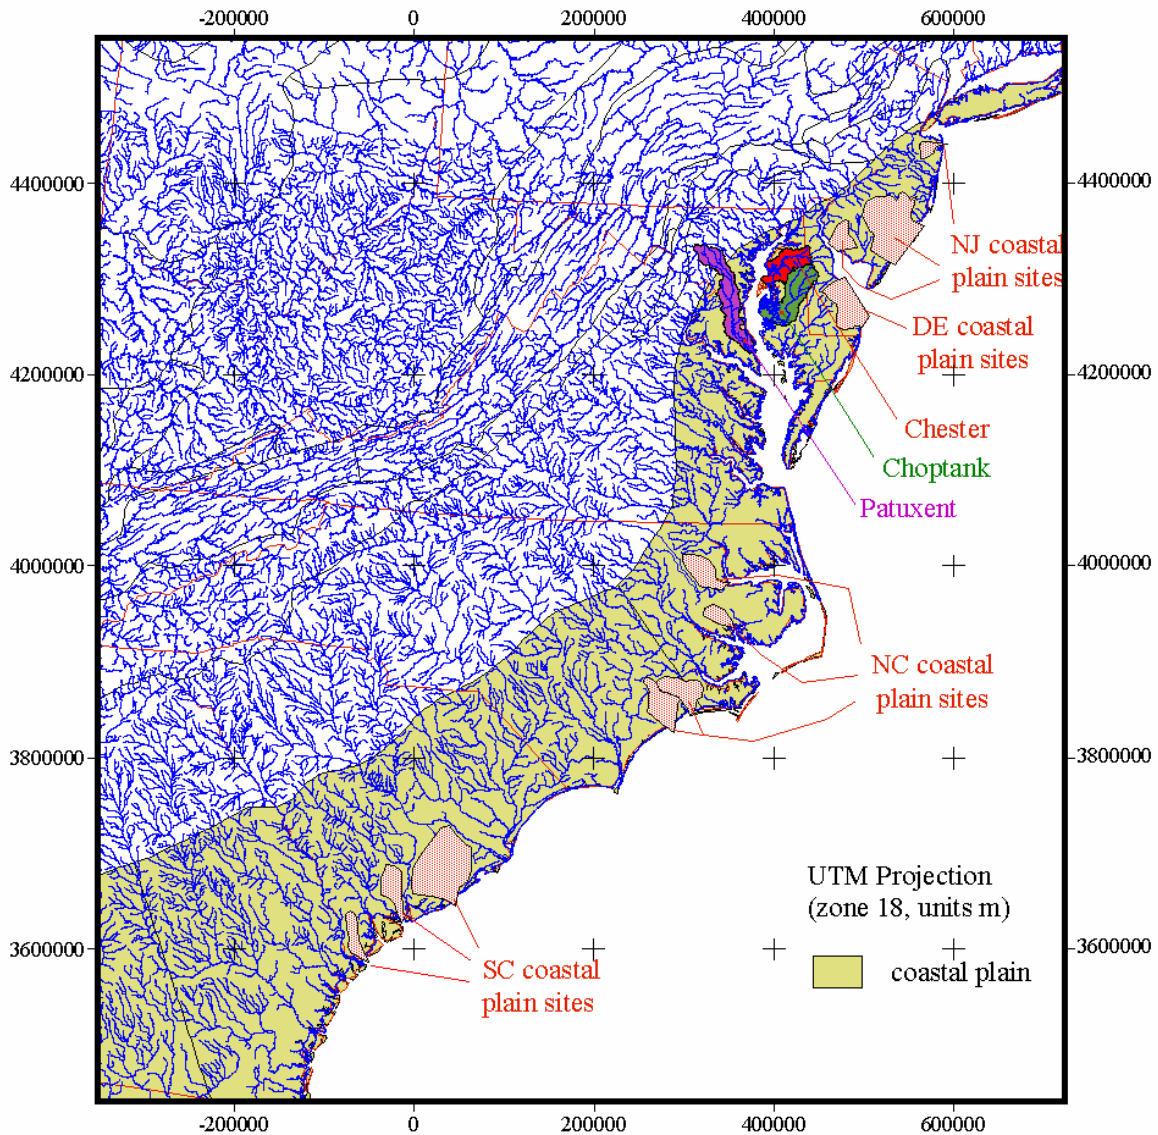 -200000 0 200000 400000 600000
4400000 4400000
NJ coastal
plain sites
DE coastal
plain sites
4200000 4200000
Chester
Choptank
Patuxent
4000000 4000000
NC coastal
plain sites
3800000 3800000
UTM Projection
(zone 18, units m)
3600000 3600000
SC coastal
plain sites
coastal plain
-200000 0 200000 400000 600000